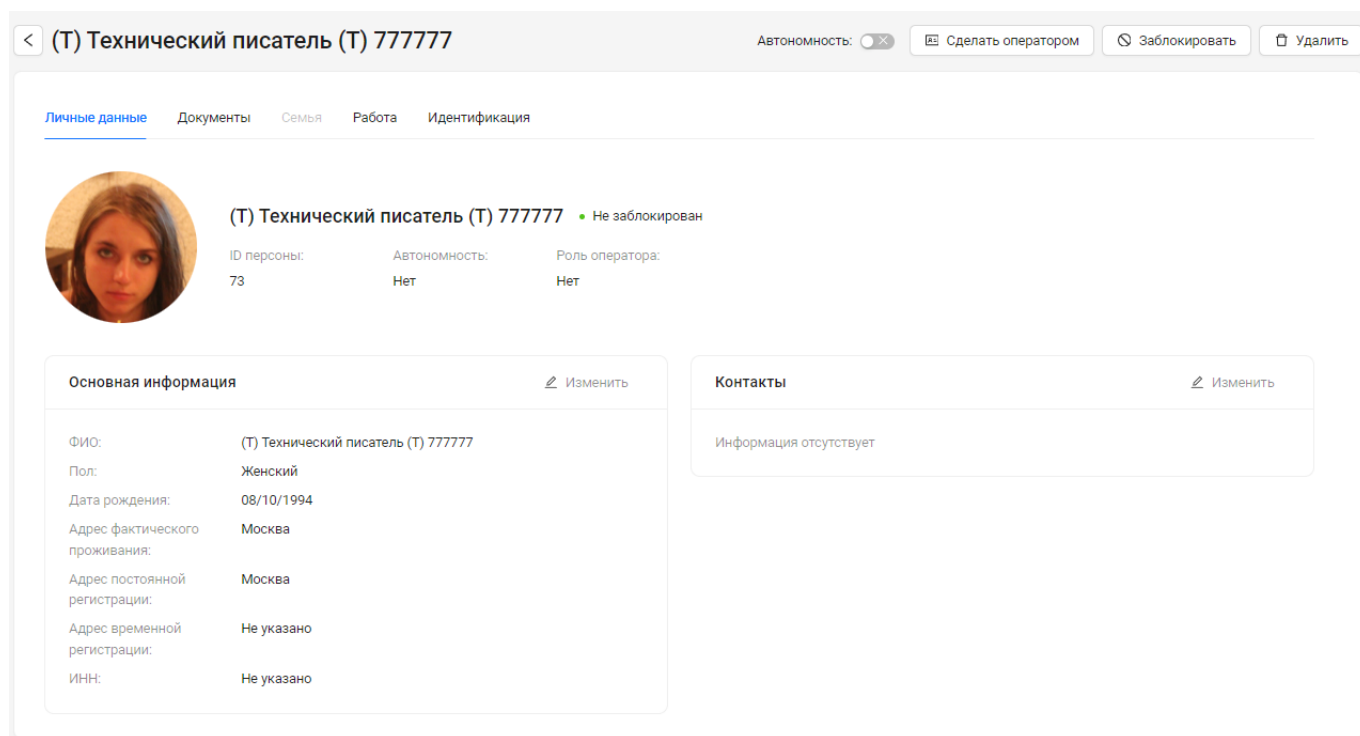 (Т) Технический писатель (Т) 777777
Автономность:
Сделать оператором
Заблокировать
Удалить
Личные данные Документы Семья Работа Идентификация
(Т) Технический писатель (Т) 777777 • Не заблокирован
ID персоны: Автономность: Роль оператора:
73 Нет Нет
Основная информация Изменить
ФИО: (Т) Технический писатель (Т) 777777
Пол: Женский
Дата рождения: 08/10/1994
Адрес фактического Москва
проживания:
Адрес постоянной Москва
регистрации:
Адрес временной Не указано
регистрации:
ИНН: Не указано
Контакты Изменить
Информация отсутствует